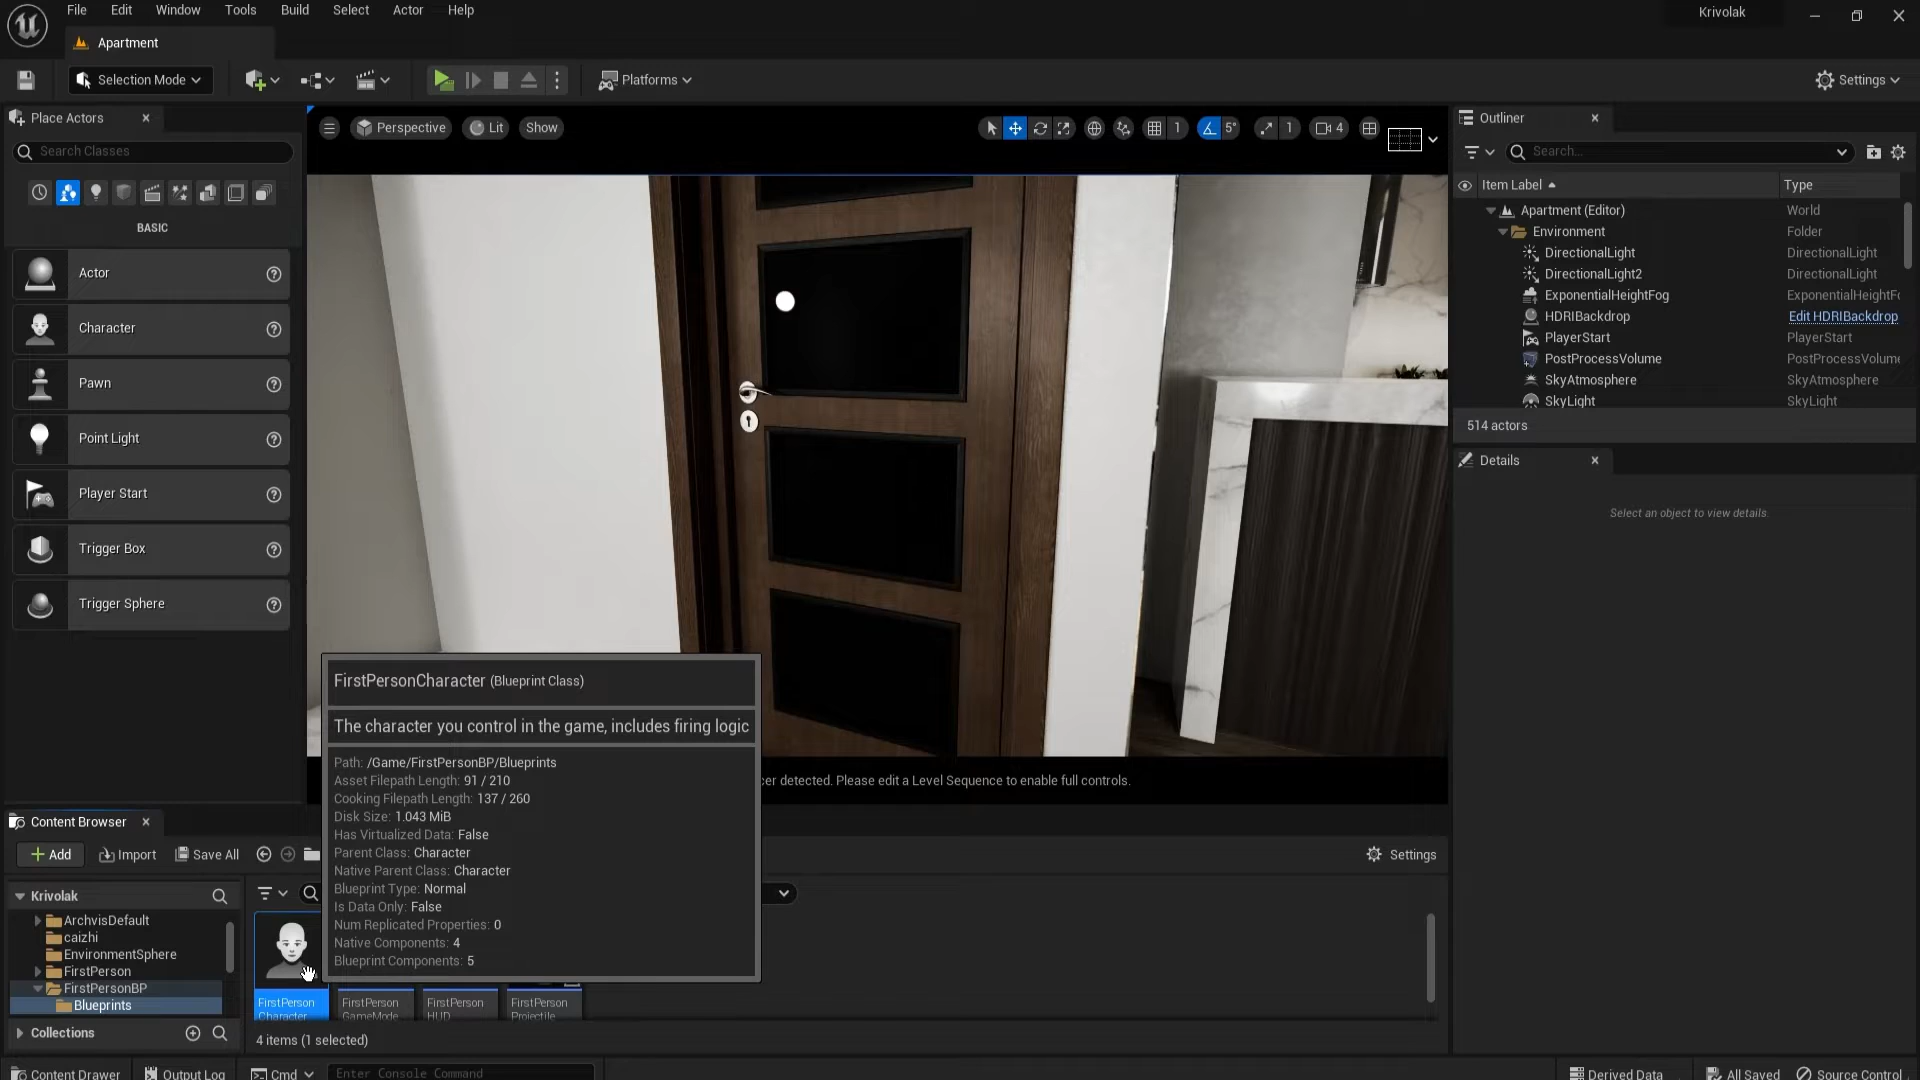 File Edit Window Tools Build Select Actor Help
Krivolak
Apartment
Selection Mode
Platforms
Settings
Place Actors
Search Classes
BASIC
Actor
Character
Pawn
Point Light
Player Start
Trigger Box
Trigger Sphere
Perspective Lit Show
1 5° 1 4
Outliner
Search...
Item Label Type
Apartment (Editor) World
Environment Folder
DirectionalLight DirectionalLight
DirectionalLight2 DirectionalLight
ExponentialHeightFog ExponentialHeightFo
HDRIBackdrop Edit HDRIBackdrop
PlayerStart PlayerStart
PostProcessVolume PostProcessVolume
SkyAtmosphere SkyAtmosphere
SkyLight SkyLight
514 actors
Details
Select an object to view details.
FirstPersonCharacter (Blueprint Class)
The character you control in the game, includes firing logic
Path: /Game/FirstPersonBP/Blueprints
Asset Filepath Length: 91 / 210
Cooking Filepath Length: 137 / 260
Disk Size: 1.043 MiB
Has Virtualized Data: False
Parent Class: Character
Native Parent Class: Character
Blueprint Type: Normal
Is Data Only: False
Num Replicated Properties: 0
Native Components: 4
Blueprint Components: 5
cer detected. Please edit a Level Sequence to enable full controls.
Content Browser
Add Import Save All
Settings
Krivolak
ArchvisDefault
caizhi
EnvironmentSphere
FirstPerson
FirstPersonBP
Blueprints
Collections
FirstPerson
Character
FirstPerson
GameMode
FirstPerson
HUD
FirstPerson
Projectile
4 items (1 selected)
Content Drawer Output Log Cmd Enter Console Command
Derived Data All Saved Source Control